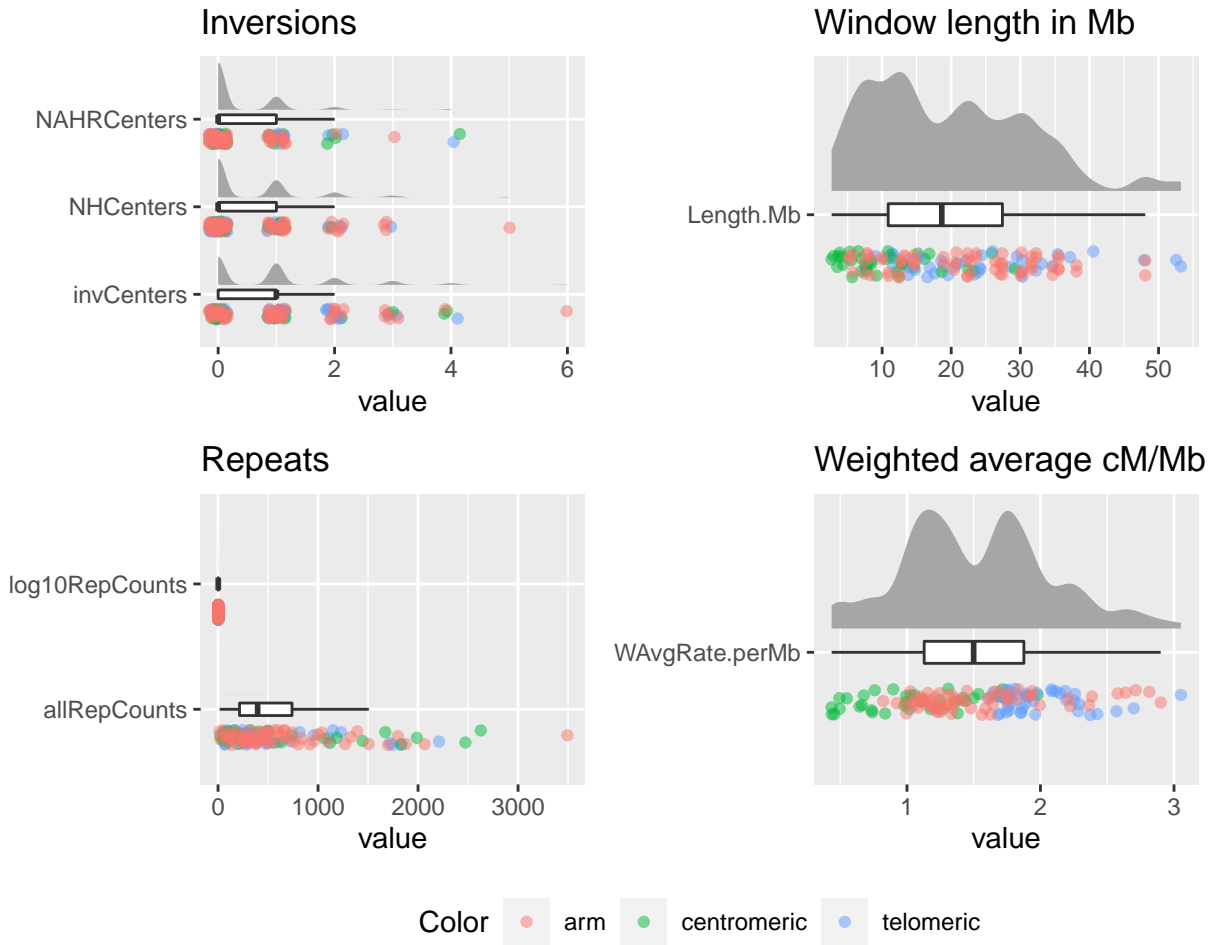 Inversions
NAHRCenters
NHCenters
invCenters
0 2 4 6
value
Window length in Mb
Length.Mb
10 20 30 40 50
value
Repeats
log10RepCounts
allRepCounts
0 1000 2000 3000
value
Weighted average cM/Mb
WAvgRate.perMb
1 2 3
value
Color arm centromeric telomeric